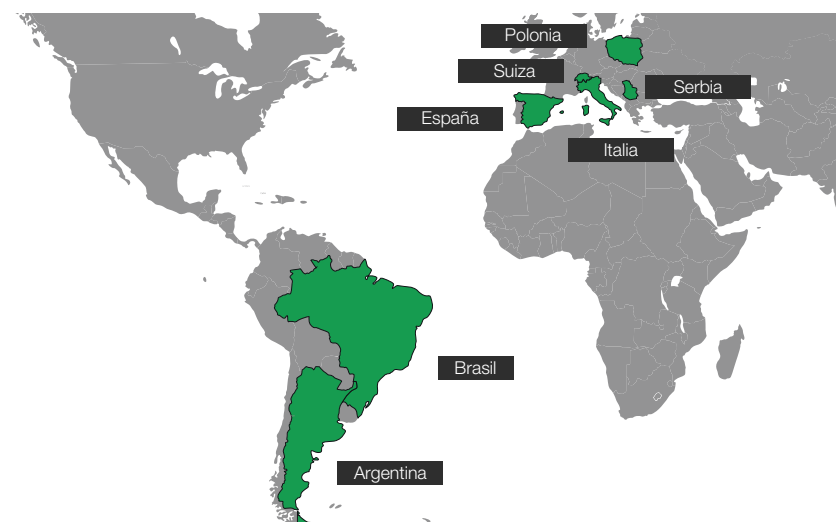 Polonia
Suiza
Serbia
España
Italia
Brasil
Argentina